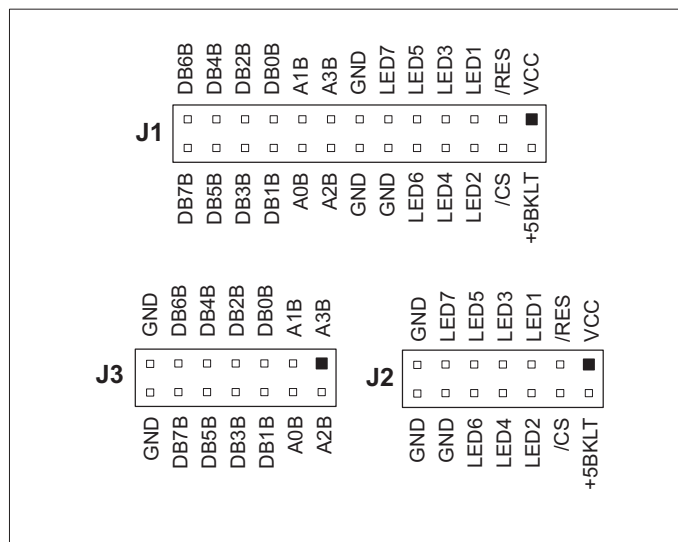 DB6B DB4B DB2B DB0B A1B A3B GND LED7 LED5 LED3 LED1 /RES VCC
J1
DB7B DB5B DB3B DB1B A0B A2B GND GND LED6 LED4 LED2 /CS +5BKLT
GND DB6B DB4B DB2B DB0B A1B A3B
J3
GND DB7B DB5B DB3B DB1B A0B A2B
GND LED7 LED5 LED3 LED1 /RES VCC
J2
GND GND LED6 LED4 LED2 /CS +5BKLT